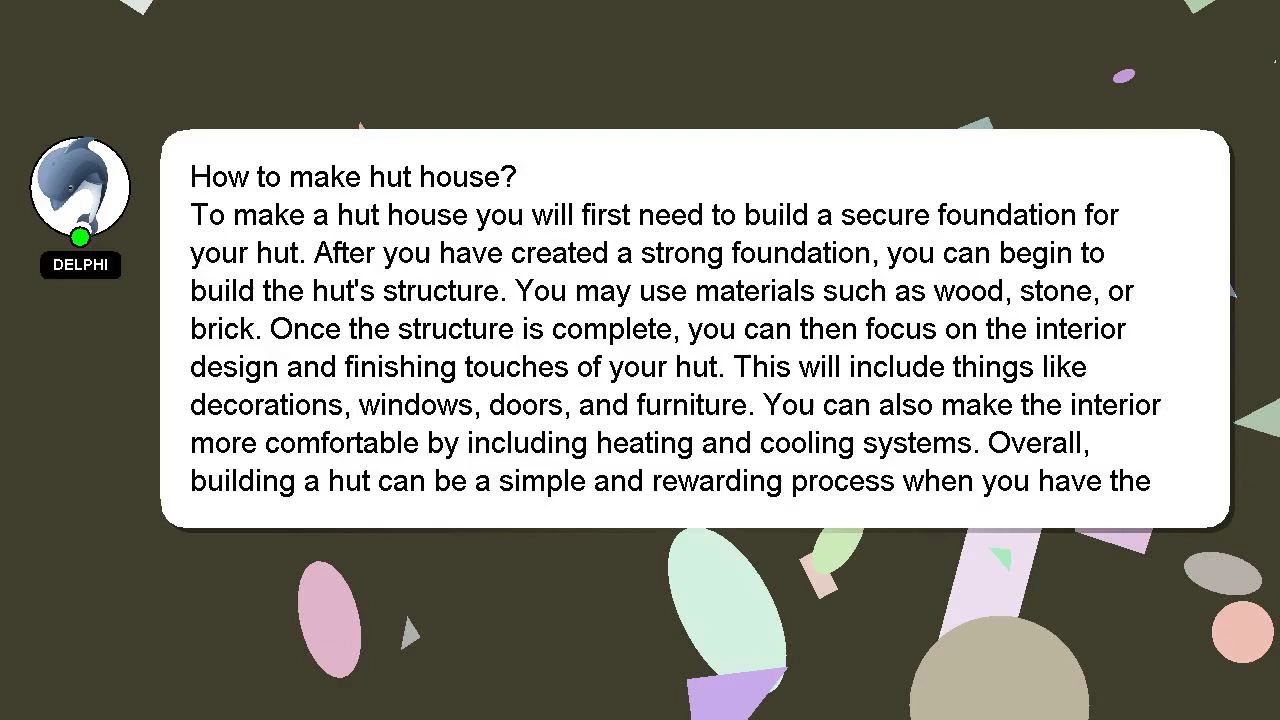 DELPHI
How to make hut house?
To make a hut house you will first need to build a secure foundation for
your hut. After you have created a strong foundation, you can begin to
build the hut's structure. You may use materials such as wood, stone, or
brick. Once the structure is complete, you can then focus on the interior
design and finishing touches of your hut. This will include things like
decorations, windows, doors, and furniture. You can also make the interior
more comfortable by including heating and cooling systems. Overall,
building a hut can be a simple and rewarding process when you have the